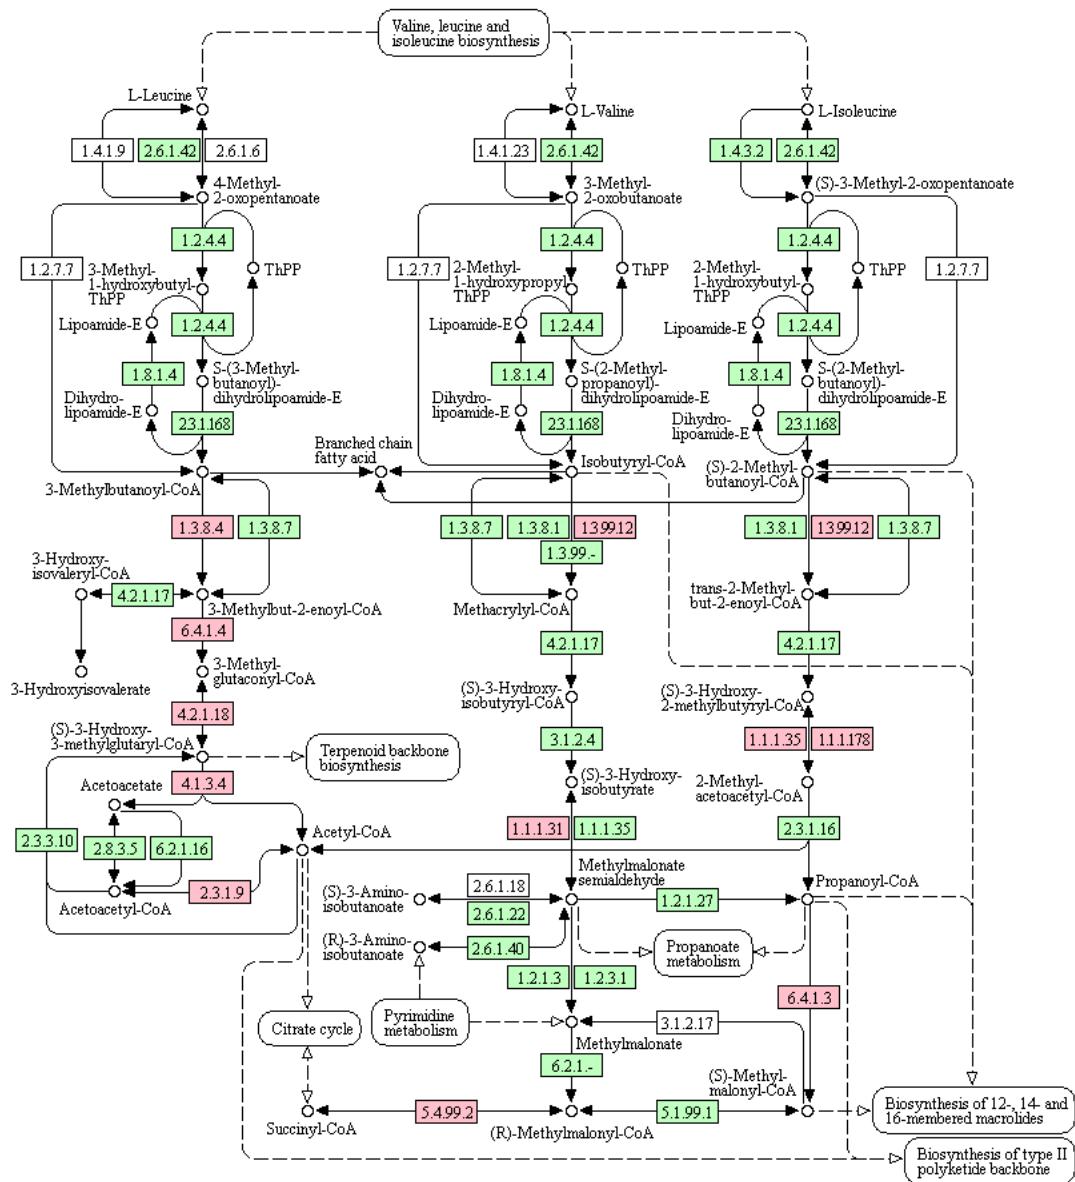 Valine, leucine and
isoleucine biosynthesis
L-Leucine
L-Valine
L-Isoleucine
1.4.1.9
2.6.1.42
2.6.1.6
1.4.1.23
2.6.1.42
1.4.3.2
2.6.1.42
4-Methyl-
2-oxopentanoate
3-Methyl-
2-oxobutanoate
(S)-3-Methyl-2-oxopentanoate
1.2.4.4
1.2.4.4
1.2.4.4
1.2.7.7
3-Methyl-
1-hydroxybutyl-
ThPP
ThPP
1.2.7.7
2-Methyl-
1-hydroxypropyl-
ThPP
ThPP
2-Methyl-
1-hydroxybutyl-
ThPP
ThPP
1.2.7.7
Lipoamide-E
1.2.4.4
Lipoamide-E
1.2.4.4
Lipoamide-E
1.2.4.4
1.8.1.4
S-(3-Methyl-
butanoyl)-
dihydrolipoamide-E
1.8.1.4
S-(2-Methyl-
propanoyl)-
dihydrolipoamide-E
1.8.1.4
S-(2-Methyl-
butanoyl)-
dihydrolipoamide-E
Dihydro-
lipoamide-E
2.3.1.168
Dihydro-
lipoamide-E
2.3.1.168
Dihydro-
lipoamide-E
2.3.1.168
Branched chain
fatty acid
3-Methylbutanoyl-CoA
Isobutyryl-CoA
(S)-2-Methyl-
butanoyl-CoA
1.3.8.4
1.3.8.7
1.3.8.7
1.3.8.1
1.3.99.12
1.3.99.-
1.3.8.1
1.3.99.12
1.3.8.7
3-Hydroxy-
isovaleryl-CoA
4.2.1.17
3-Methylbut-2-enoyl-CoA
Methacrylyl-CoA
trans-2-Methyl-
but-2-enoyl-CoA
6.4.1.4
4.2.1.17
4.2.1.17
3-Hydroxyisovalerate
3-Methyl-
glutaconyl-CoA
(S)-3-Hydroxy-
isobutyryl-CoA
(S)-3-Hydroxy-
2-methylbutyryl-CoA
4.2.1.18
(S)-3-Hydroxy-
3-methylglutaryl-CoA
Terpenoid backbone
biosynthesis
3.1.2.4
1.1.1.35
1.1.1.178
4.1.3.4
(S)-3-Hydroxy-
isobutyrate
2-Methyl-
acetoacetyl-CoA
Acetoacetate
2.3.3.10
2.8.3.5
6.2.1.16
Acetyl-CoA
1.1.1.31
1.1.1.35
2.3.1.16
Acetoacetyl-CoA
2.3.1.9
Methylmalonate
semialdehyde
Propanoyl-CoA
(S)-3-Amino-
isobutanoate
2.6.1.18
2.6.1.22
1.2.1.27
(R)-3-Amino-
isobutanoate
2.6.1.40
Propanoate
metabolism
1.2.1.3
1.2.3.1
6.4.1.3
Citrate cycle
Pyrimidine
metabolism
3.1.2.17
Methylmalonate
6.2.1.-
(S)-Methyl-
malonyl-CoA
Succinyl-CoA
5.4.99.2
(R)-Methylmalonyl-CoA
5.1.99.1
Biosynthesis of 12-, 14- and
16-membered macrolides
Biosynthesis of type II
polyketide backbone